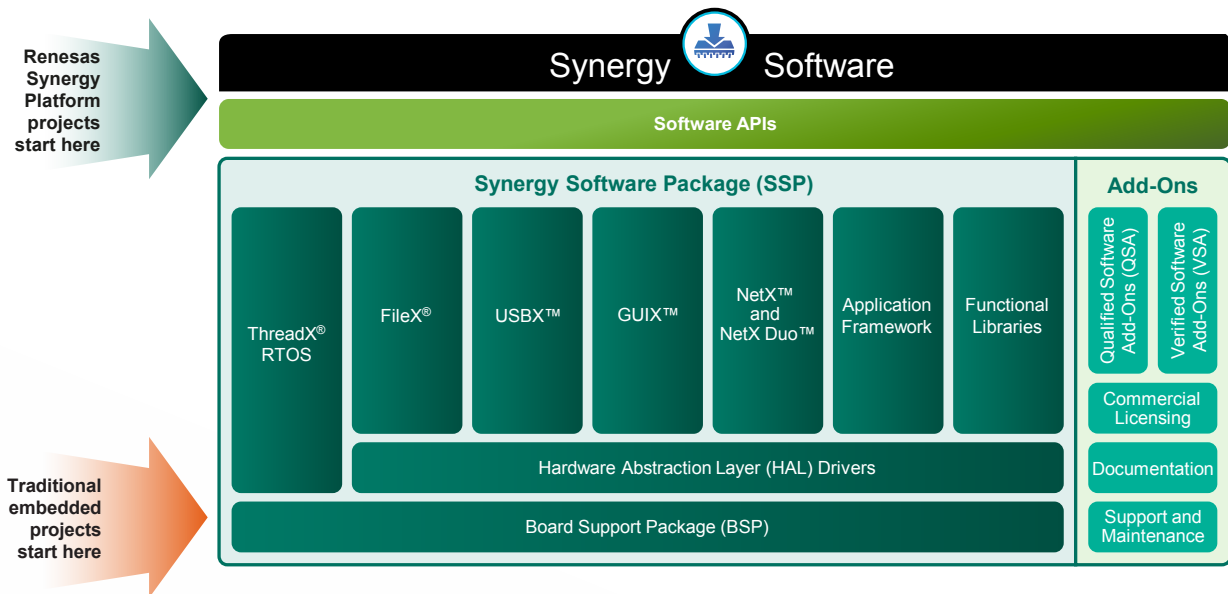 Renesas
Synergy
Platform
projects
start here
Synergy Software
Software APIs
Synergy Software Package (SSP)
ThreadX®
RTOS
FileX®
USBX™
GUIX™
NetX™
and
NetX Duo™
Application
Framework
Functional
Libraries
Hardware Abstraction Layer (HAL) Drivers
Board Support Package (BSP)
Add-Ons
Qualified Software
Add-Ons (QSA)
Verified Software
Add-Ons (VSA)
Commercial
Licensing
Documentation
Support and
Maintenance
Traditional
embedded
projects
start here